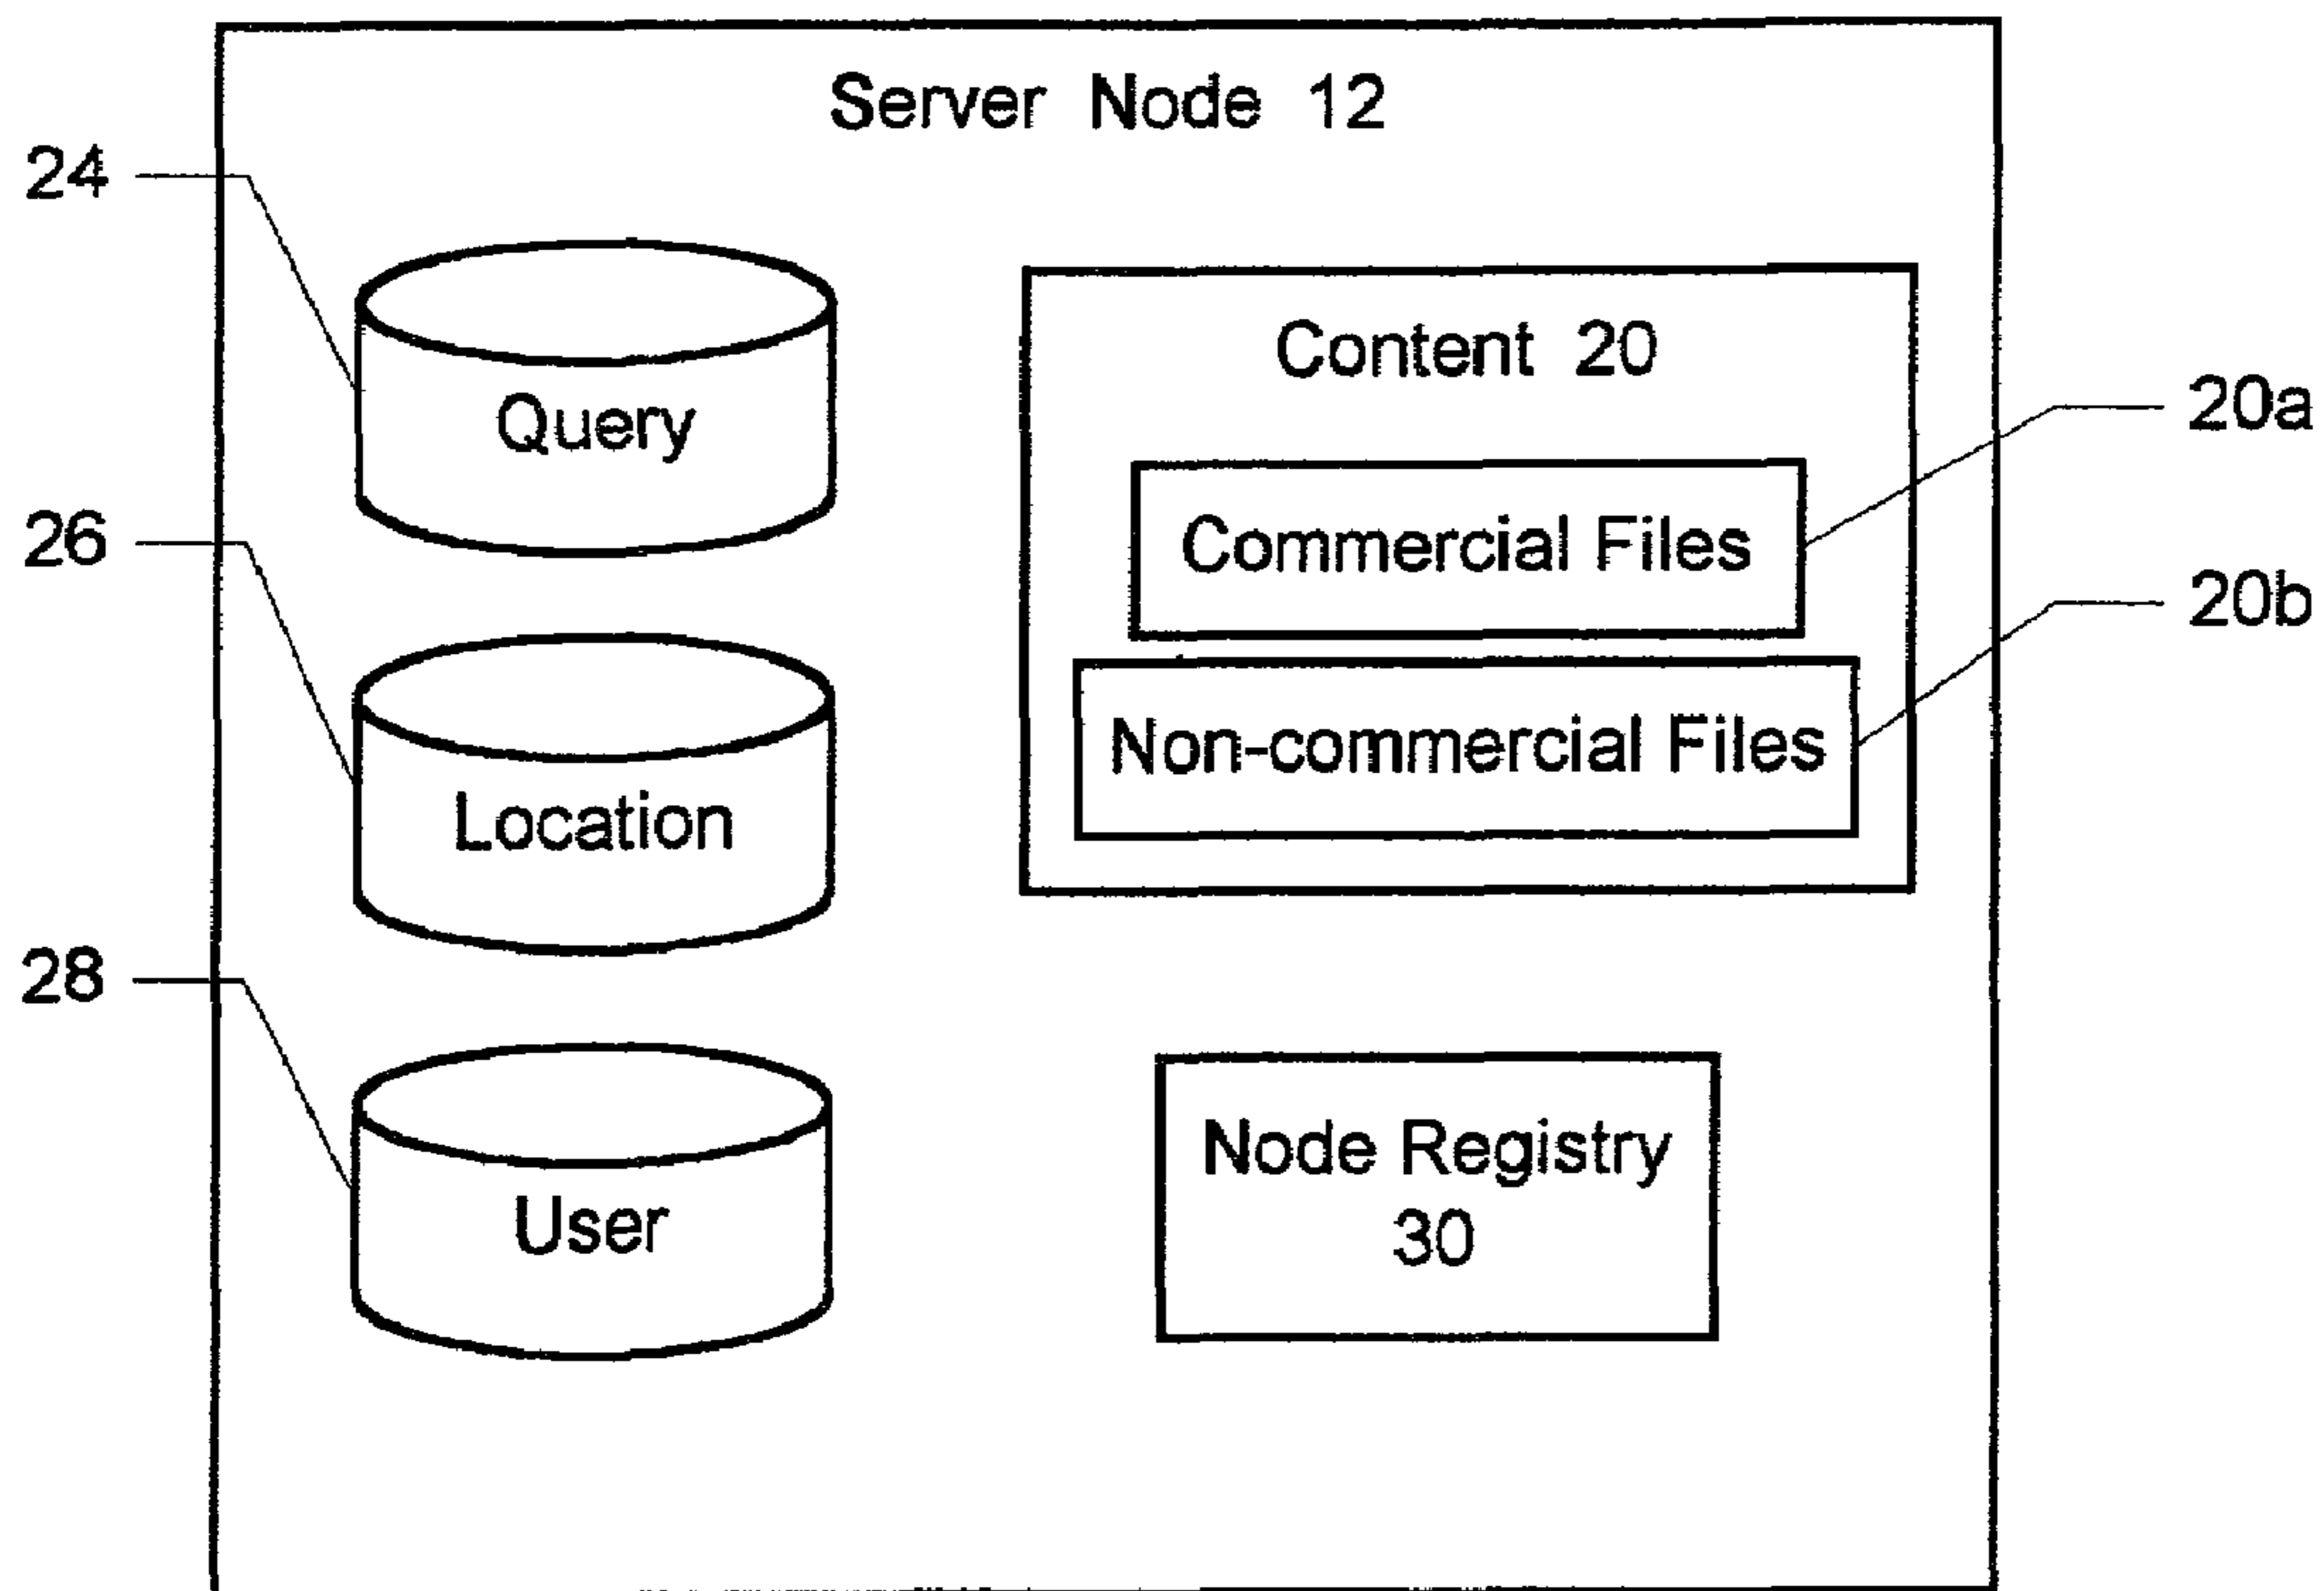 Server Node 12
24
Query
Content 20
20a
Commercial Files
26
20b
Non-commercial Files
Location
28
Node Registry
30
User